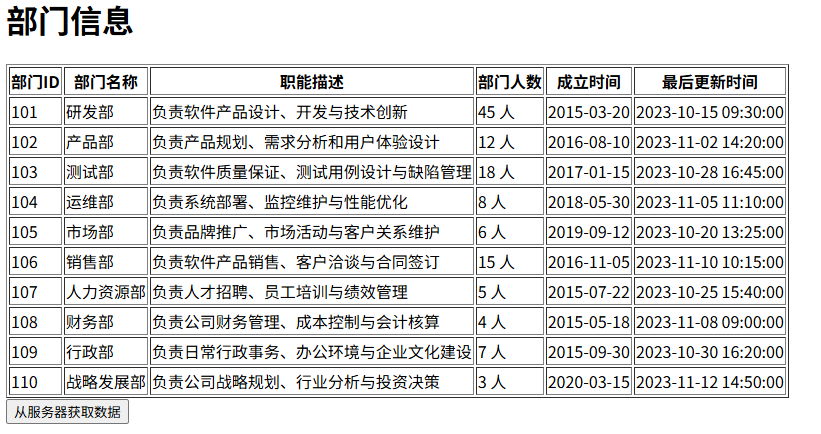 部门信息
部门ID 部门名称 职能描述 部门人数 成立时间 最后更新时间
101 研发部 负责软件产品设计、开发与技术创新 45 人 2015-03-20 2023-10-15 09:30:00
102 产品部 负责产品规划、需求分析和用户体验设计 12 人 2016-08-10 2023-11-02 14:20:00
103 测试部 负责软件质量保证、测试用例设计与缺陷管理 18 人 2017-01-15 2023-10-28 16:45:00
104 运维部 负责系统部署、监控维护与性能优化 8 人 2018-05-30 2023-11-05 11:10:00
105 市场部 负责品牌推广、市场活动与客户关系维护 6 人 2019-09-12 2023-10-20 13:25:00
106 销售部 负责软件产品销售、客户洽谈与合同签订 15 人 2016-11-05 2023-11-10 10:15:00
107 人力资源部 负责人才招聘、员工培训与绩效管理 5 人 2015-07-22 2023-10-25 15:40:00
108 财务部 负责公司财务管理、成本控制与会计核算 4 人 2015-05-18 2023-11-08 09:00:00
109 行政部 负责日常行政事务、办公环境与企业文化建设 7 人 2015-09-30 2023-10-30 16:20:00
110 战略发展部 负责公司战略规划、行业分析与投资决策 3 人 2020-03-15 2023-11-12 14:50:00
从服务器获取数据